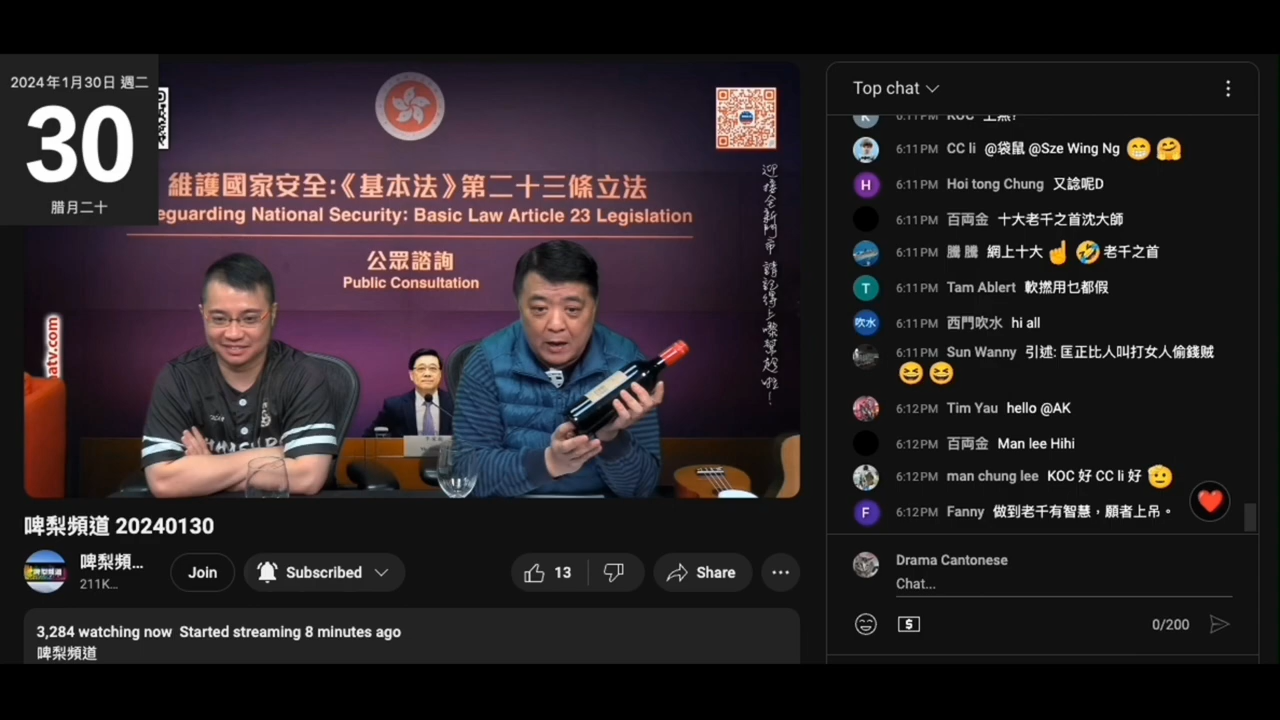 2024年1月30日 週二
30
腊月二十
維護國家安全:《基本法》第二十三條立法
eguarding National Security: Basic Law Article 23 Legislation
公眾諮詢
Public Consultation
atv.com
啤梨頻道 20240130
啤梨頻...
211K...
Join
Subscribed
13
Share
3,284 watching now Started streaming 8 minutes ago
啤梨頻道
Top chat
6:11 PM CC li @袋鼠 @Sze Wing Ng
6:11 PM Hoi tong Chung 又諗呢D
6:11 PM 百両金 十大老千之首沈大師
6:11 PM 騰 騰 網上十大☝️🤣老千之首
6:11 PM Tam Ablert 軟撚用乜都假
6:11 PM 西門吹水 hi all
6:11 PM Sun Wanny 引述: 匡正比人叫打女人偷錢賊
6:12 PM Tim Yau hello @AK
6:12 PM 百両金 Man lee Hihi
6:12 PM man chung lee KOC 好 CC li 好
6:12 PM Fanny 做到老千有智慧，願者上吊。
Drama Cantonese
Chat...
0/200